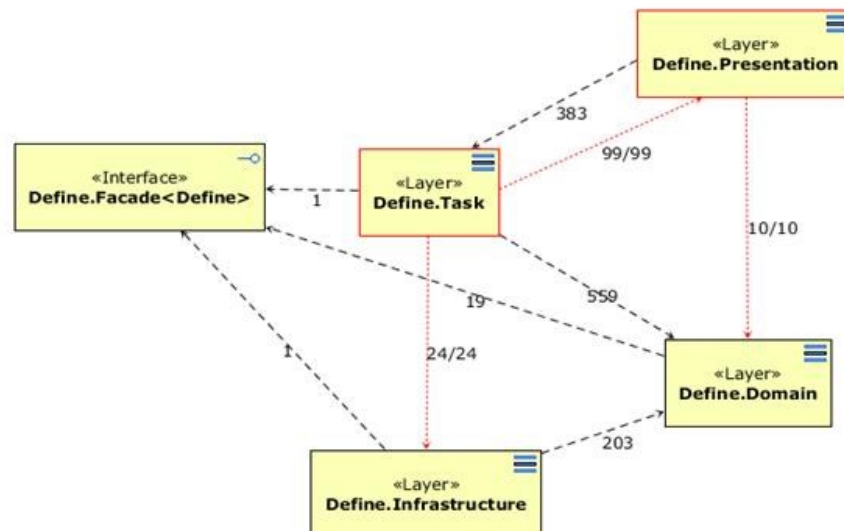 «Layer»
Define.Presentation
383
99/99
«Interface»
Define.Facade<Define>
1
«Layer»
Define.Task
10/10
19
559
1
24/24
«Layer»
Define.Domain
203
«Layer»
Define.Infrastructure